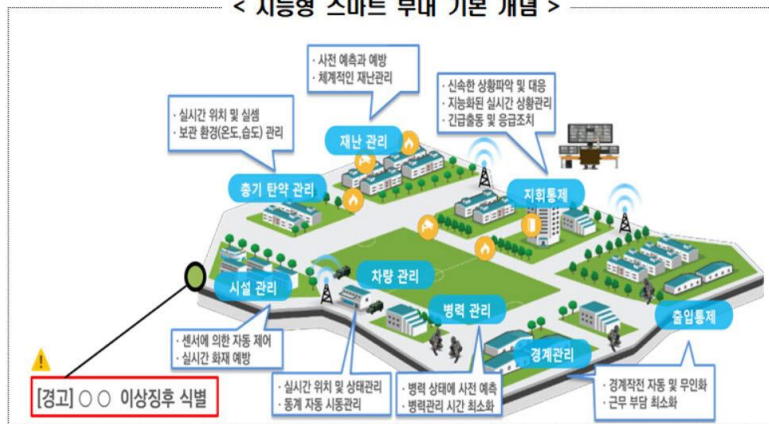 < 지능형 스마트 부대 기본 개념 >
· 사전 예측과 예방
· 체계적인 재난관리
· 신속한 상황파악 및 대응
· 지능화된 실시간 상황관리
· 긴급출동 및 응급조치
· 실시간 위치 및 실셈
· 보관 환경(온도,습도) 관리
재난 관리
총기 탄약 관리
지휘통제
시설 관리
차량 관리
병력 관리
출입통제
경계관리
· 센서에 의한 자동 제어
· 실시간 화재 예방
· 실시간 위치 및 상태관리
· 동계 자동 시동관리
· 병력 상태에 사전 예측
· 병력관리 시간 최소화
· 경계작전 자동 및 무인화
· 근무 부담 최소화
[경고] ○ ○ 이상징후 식별